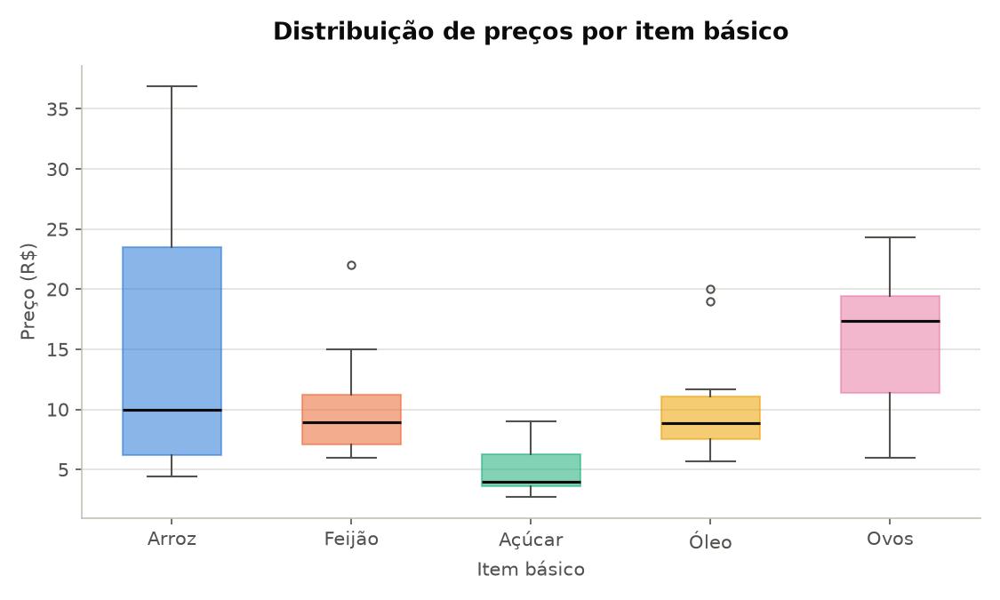 Distribuição de preços por item básico
Preço (R$)
35
30
25
20
15
10
5
Arroz
Feijão
Açúcar
Óleo
Ovos
Item básico